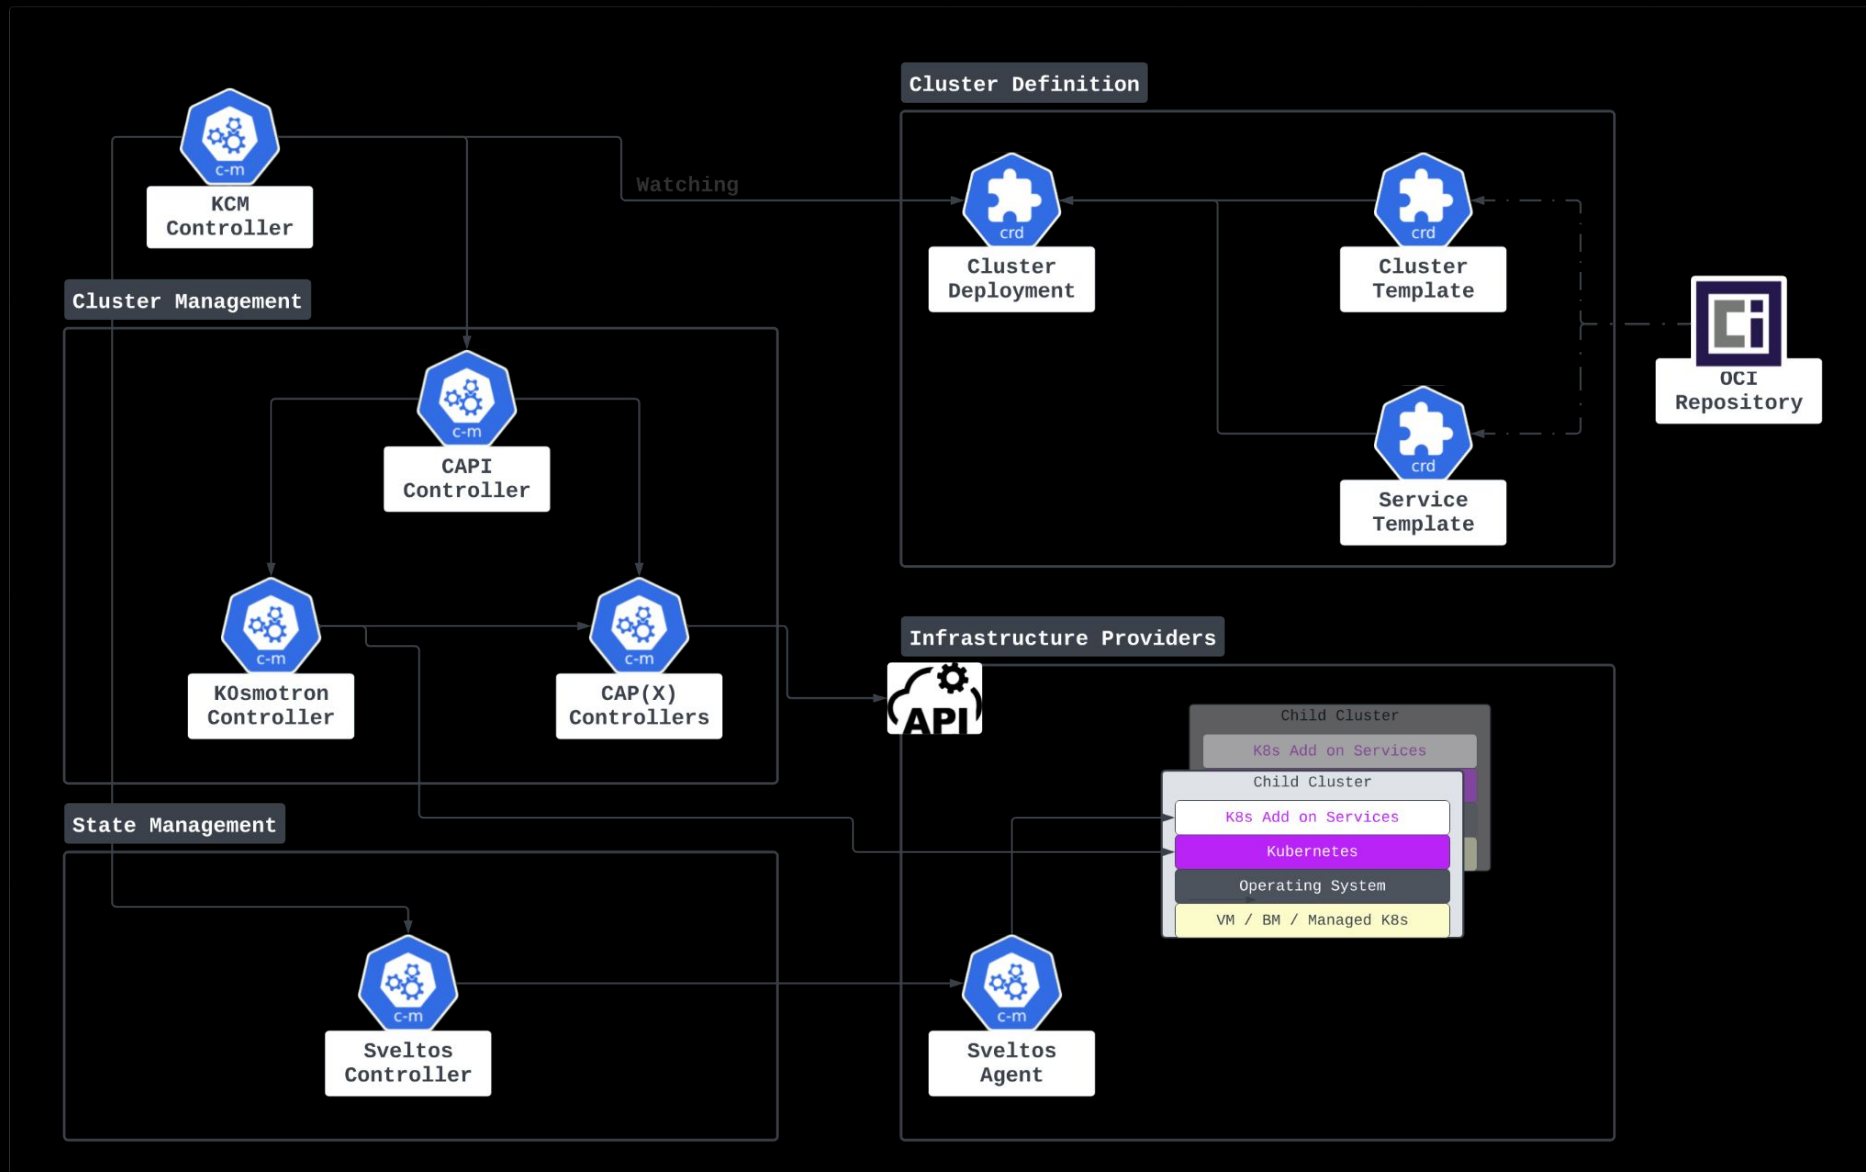 Cluster Definition
c-m
KCM
Controller
Watching
crd
Cluster
Deployment
crd
Cluster
Template
OCI
Repository
Cluster Management
c-m
CAPI
Controller
crd
Service
Template
c-m
KOsmotron
Controller
c-m
CAP(X)
Controllers
Infrastructure Providers
API
Child Cluster
K8s Add on Services
Child Cluster
K8s Add on Services
Kubernetes
Operating System
VM / BM / Managed K8s
State Management
c-m
Sveltos
Controller
c-m
Sveltos
Agent